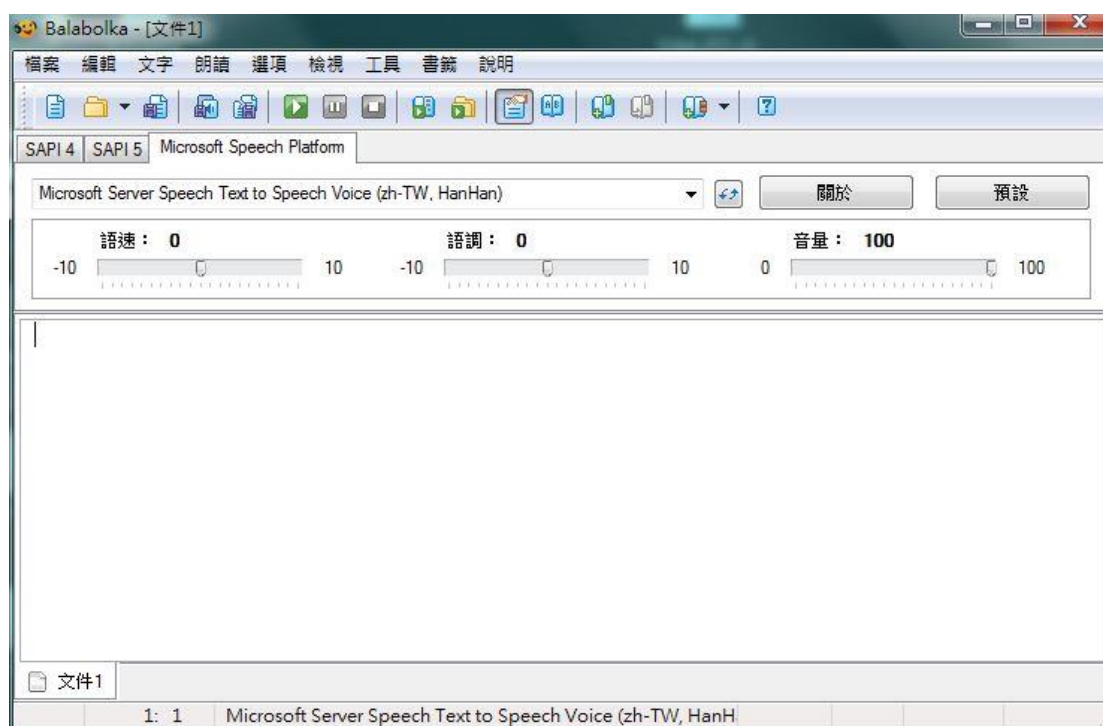 Balabolka - [文件1]
檔案 編輯 文字 朗讀 選項 檢視 工具 書籤 說明
SAPI 4 SAPI 5 Microsoft Speech Platform
Microsoft Server Speech Text to Speech Voice (zh-TW, HanHan) 關於 預設
語速： 0 語調： 0 音量： 100
-10 10 -10 10 0 100
文件1
1: 1 Microsoft Server Speech Text to Speech Voice (zh-TW, HanH